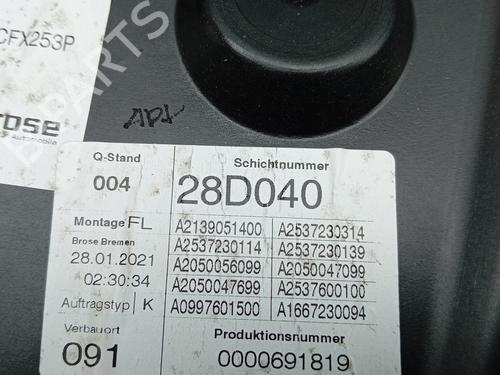 CFX253P
rose
Automobile
Q-Stand
004
Schichtnummer
28D040
Montage FL
Brose Bremen
28.01.2021
02:30:34
Auftragstyp K
Verbauort
091
A2139051400 A2537230314
A2537230114 A2537230139
A2050056099 A2050047099
A2050047699 A2537600100
A0997601500 A1667230094
Produktionsnummer
0000691819